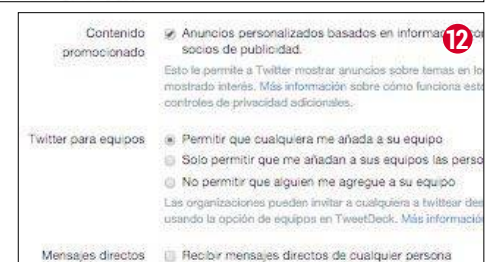 Contenido promocionado
Anuncios personalizados basados en informac
12
socios de publicidad.
Esto le permite a Twitter mostrar anuncios sobre temas en lo
mostrado interés. Más información sobre cómo funciona est
controles de privacidad adicionales.
Twitter para equipos
Permitir que cualquiera me añada a su equipo
Solo permitir que me añadan a sus equipos las perso
No permitir que alguien me agregue a su equipo
Las organizaciones pueden invitar a cualquiera a twittear des
usando la opción de equipos en TweetDeck. Más informació
Mensajes directos
Recibir mensajes directos de cualquier persona